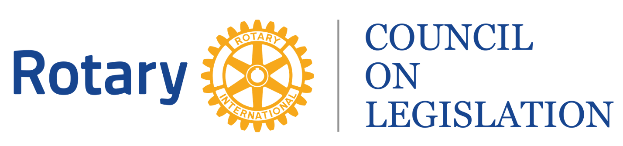 Rotary
ROTARY
INTERNATIONAL
COUNCIL
ON
LEGISLATION